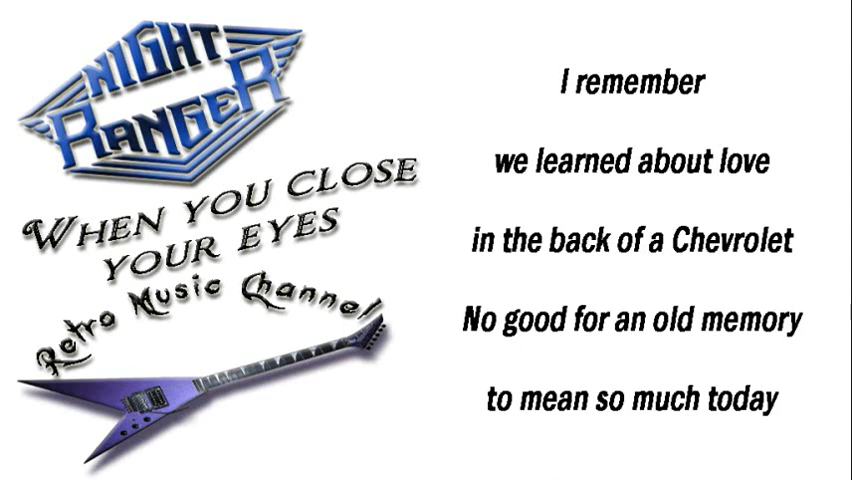 NIGHT
RANGER
WHEN YOU CLOSE
YOUR EYES
Retro Music Channel
I remember
we learned about love
in the back of a Chevrolet
No good for an old memory
to mean so much today